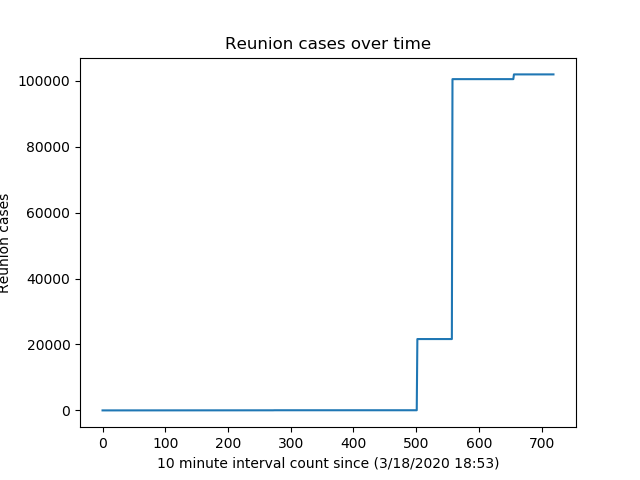 Reunion cases over time
100000
80000
60000
40000
20000
0
Reunion cases
0 100 200 300 400 500 600 700
10 minute interval count since (3/18/2020 18:53)